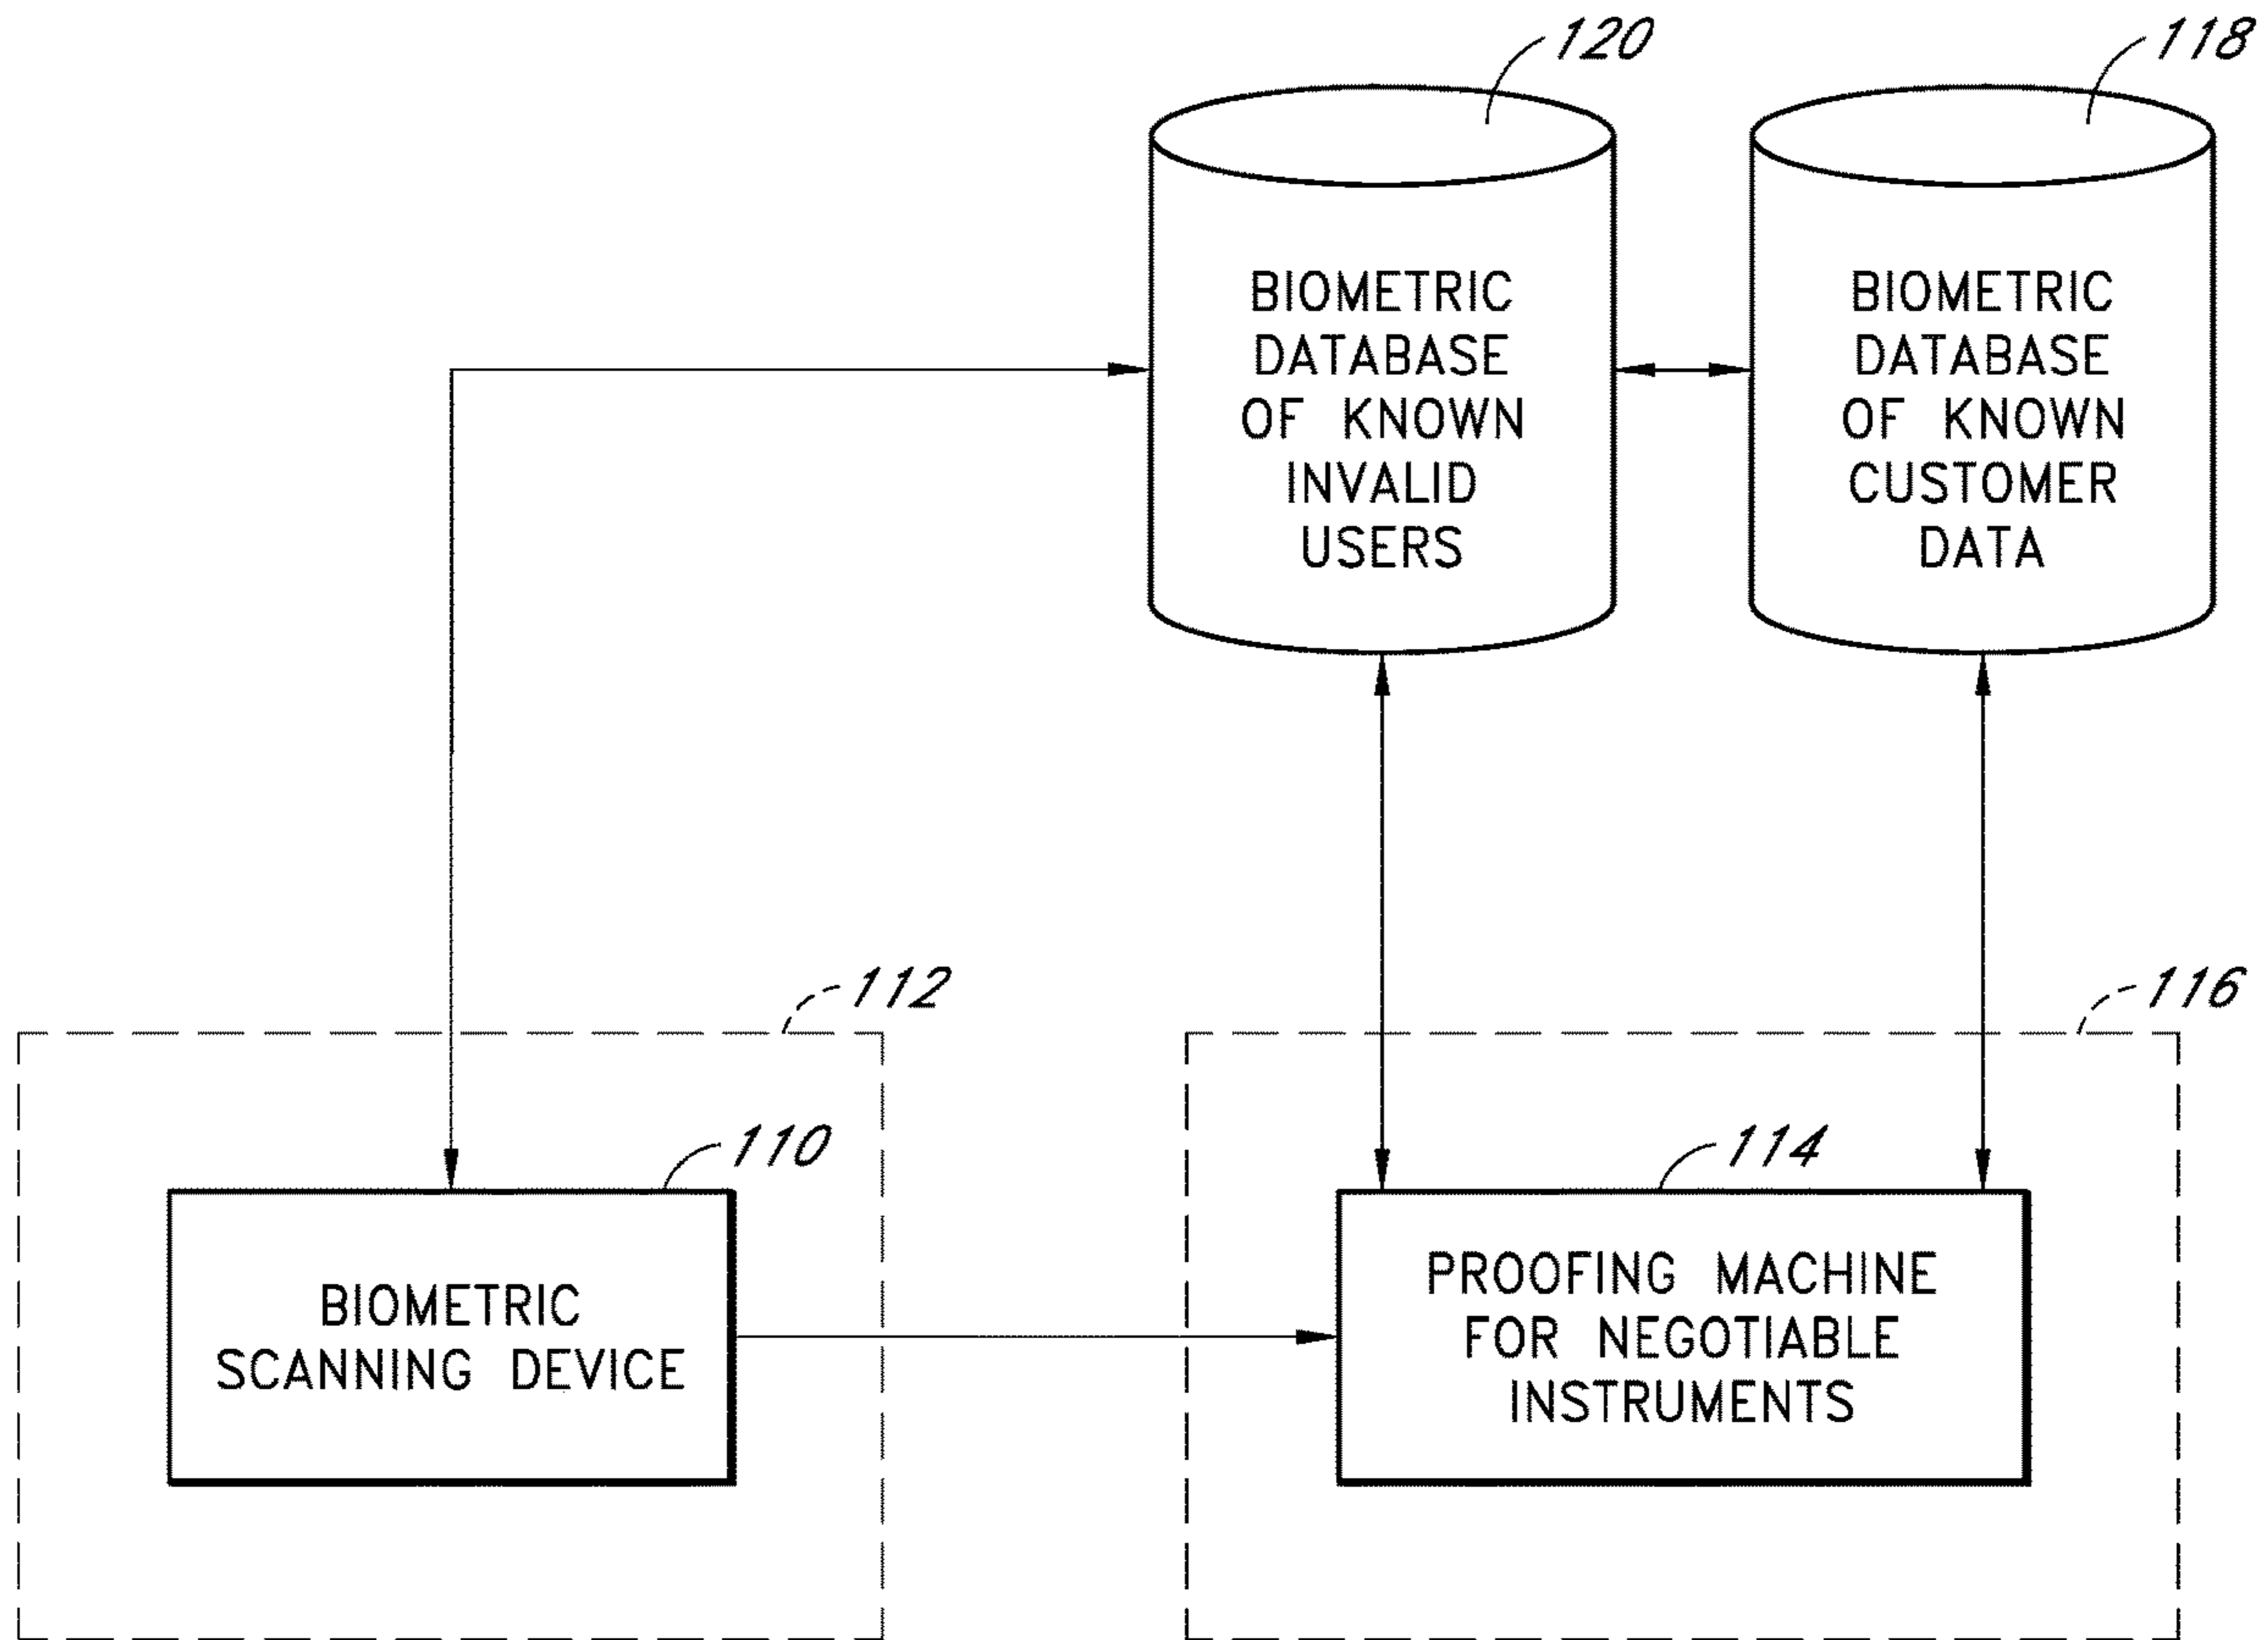 120
118
BIOMETRIC
DATABASE
OF KNOWN
INVALID
USERS
BIOMETRIC
DATABASE
OF KNOWN
CUSTOMER
DATA
112
116
110
114
BIOMETRIC
SCANNING DEVICE
PROOFING MACHINE
FOR NEGOTIABLE
INSTRUMENTS